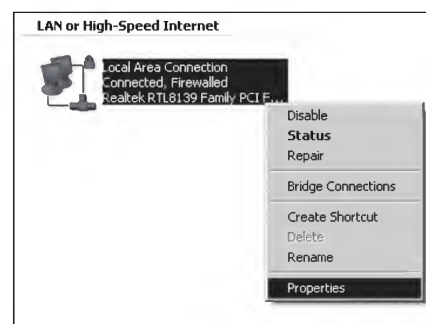 LAN or High-Speed Internet
Local Area Connection
Connected, Firewalled
Realtek RTL8139 Family PCI F...
Disable
Status
Repair
Bridge Connections
Create Shortcut
Delete
Rename
Properties